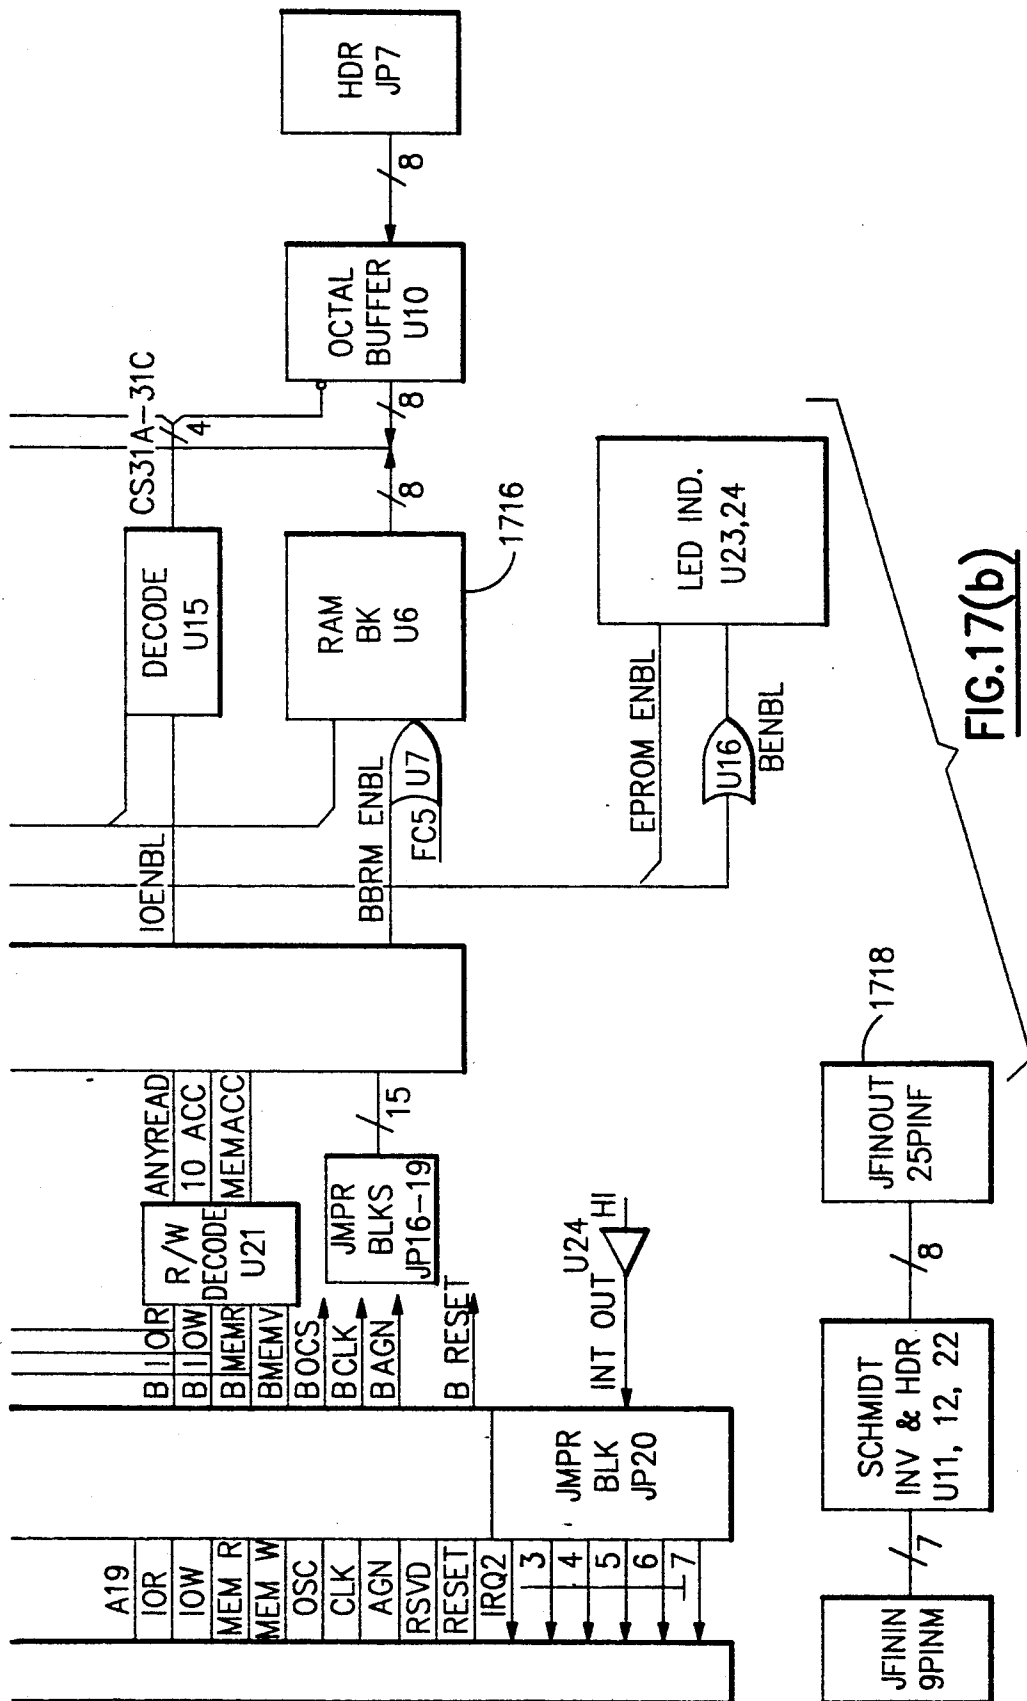 A19
IOR
IOW
MEM R
MEM W
OSC
CLK
AGN
RSVD
RESET
IRQ2
3
4
5
6
7
JMPR
BLK
JP20
B IOR
B IOW
BMEMR
BMEMV
BOCS
BCLK
BAGN
B RESET
INT OUT
U24
HI
R/W
DECODE
U21
ANYREAD
10 ACC
MEMACC
JMPR
BLKS
JP16-19
15
IOENBL
BBRM ENBL
FC5
U7
DECODE
U15
CS31A-31C
4
RAM
BK
U6
8
1716
8
OCTAL
BUFFER
U10
8
HDR
JP7
EPROM ENBL
U16
BENBL
LED IND.
U23,24
JFININ
9PINM
7
SCHMIDT
INV & HDR
U11, 12, 22
8
JFINOUT
25PINF
1718
FIG.17(b)